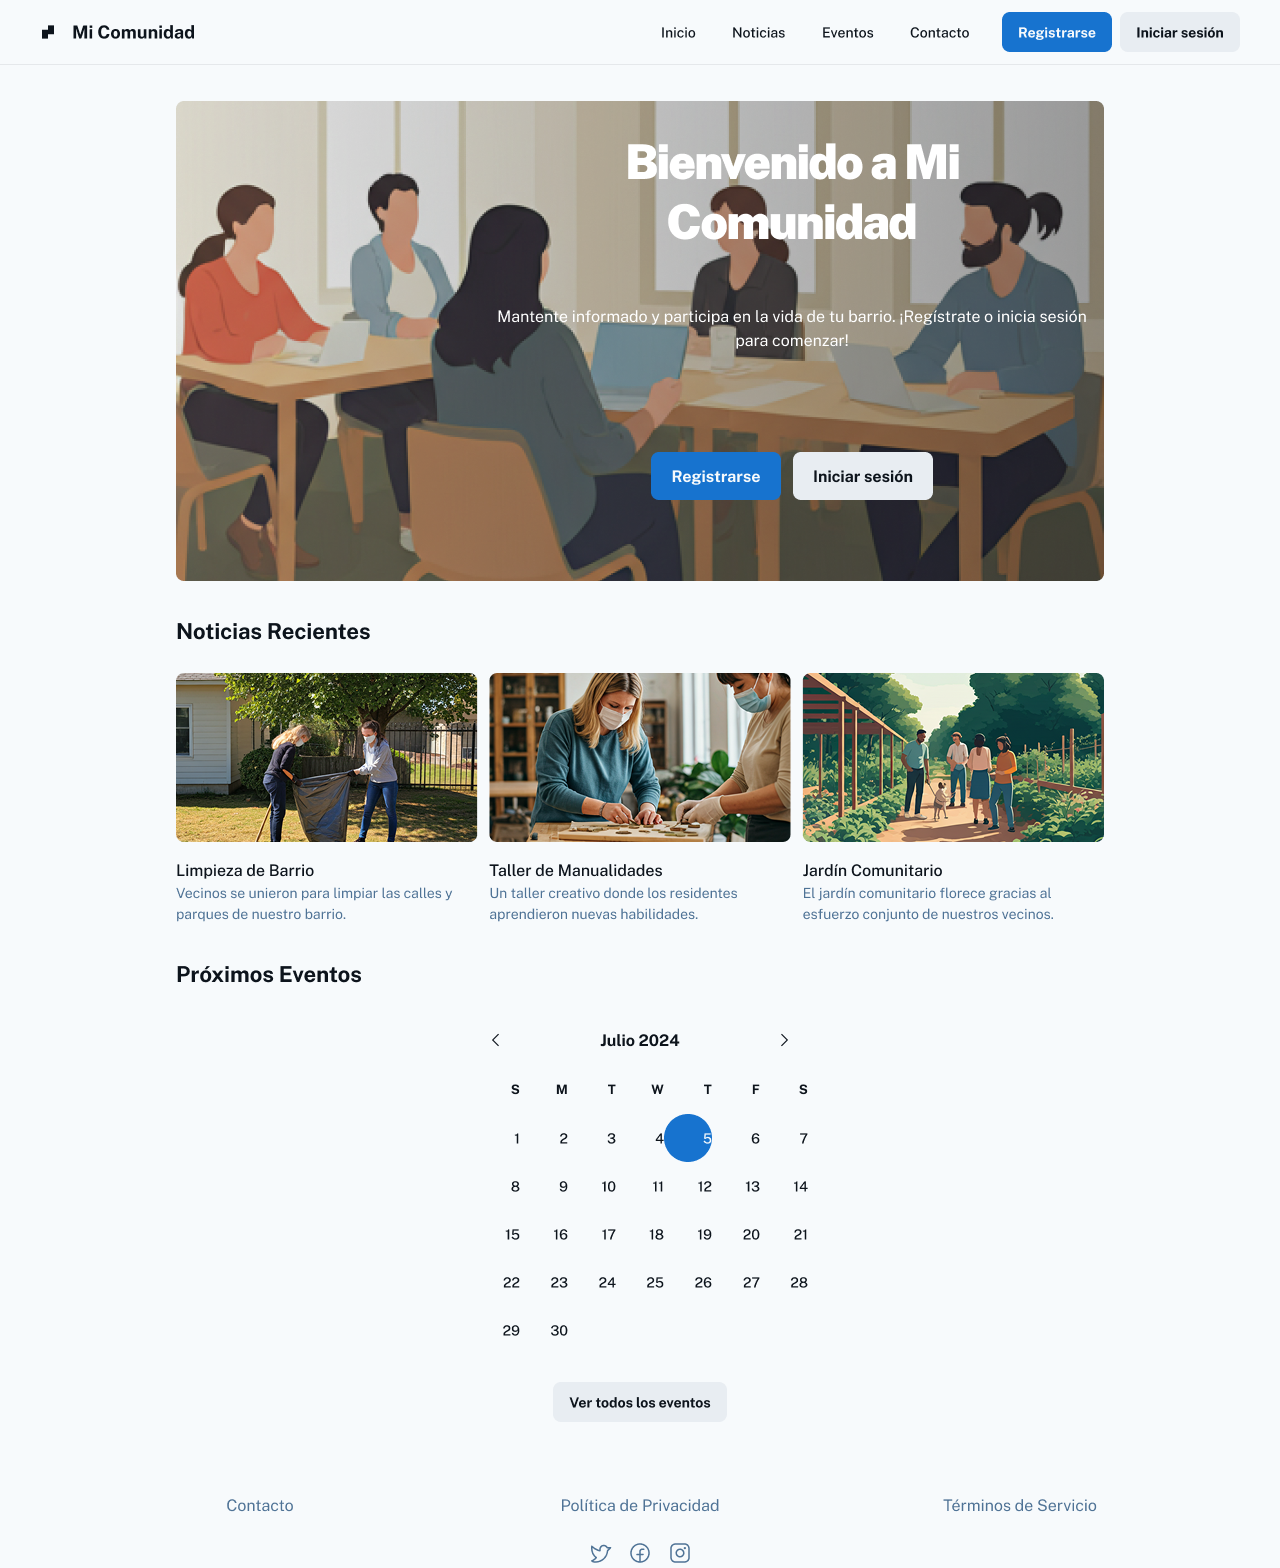 Mi Comunidad
Inicio Noticias Eventos Contacto Registrarse Iniciar sesión
Bienvenido a Mi
Comunidad
Mantente informado y participa en la vida de tu barrio. ¡Regístrate o inicia sesión
para comenzar!
Registrarse Iniciar sesión
Noticias Recientes
Limpieza de Barrio
Vecinos se unieron para limpiar las calles y
parques de nuestro barrio.
Taller de Manualidades
Un taller creativo donde los residentes
aprendieron nuevas habilidades.
Jardín Comunitario
El jardín comunitario florece gracias al
esfuerzo conjunto de nuestros vecinos.
Próximos Eventos
Julio 2024
S M T W T F S
1 2 3 4 5 6 7
8 9 10 11 12 13 14
15 16 17 18 19 20 21
22 23 24 25 26 27 28
29 30
Ver todos los eventos
Contacto Política de Privacidad Términos de Servicio